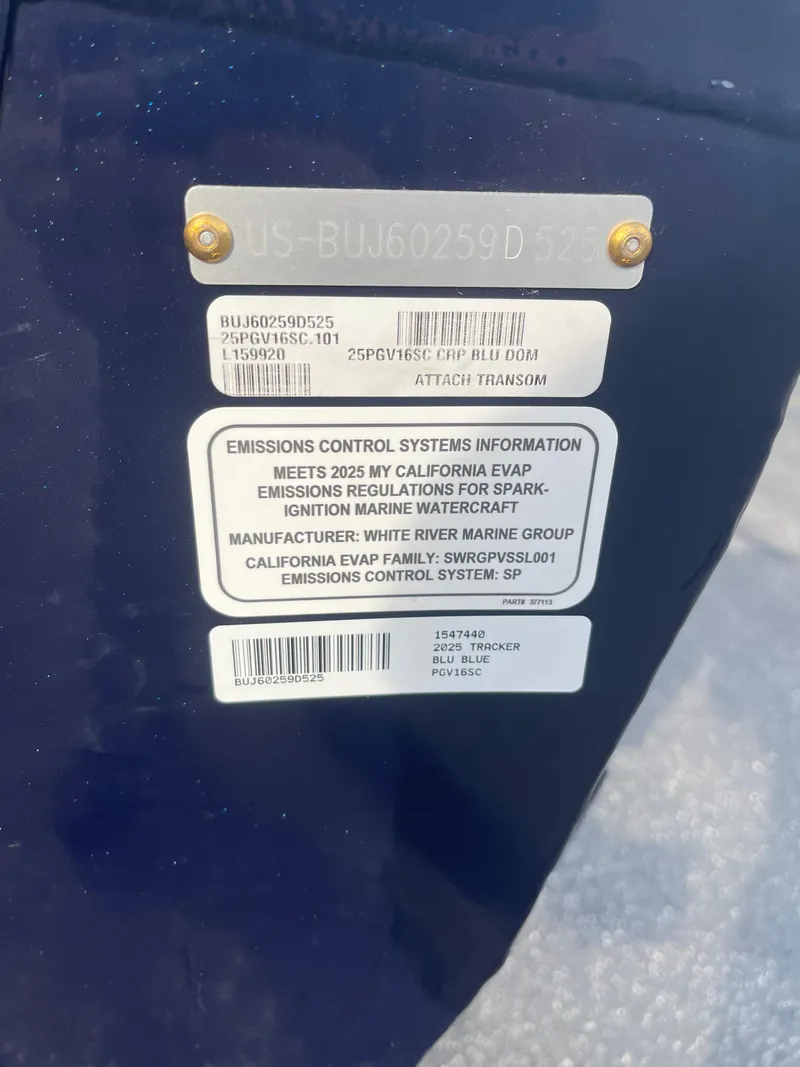 US-BUJ60259D525
BUJ60259D525
25PGV16SC.101
L159920
25PGV16SC CRP BLU DOM
ATTACH TRANSOM
EMISSIONS CONTROL SYSTEMS INFORMATION
MEETS 2025 MY CALIFORNIA EVAP
EMISSIONS REGULATIONS FOR SPARK-
IGNITION MARINE WATERCRAFT
MANUFACTURER: WHITE RIVER MARINE GROUP
CALIFORNIA EVAP FAMILY: SWRGPVSSL001
EMISSIONS CONTROL SYSTEM: SP
PART# 377113
BUJ60259D525
1547440
2025 TRACKER
BLU BLUE
PGV16SC